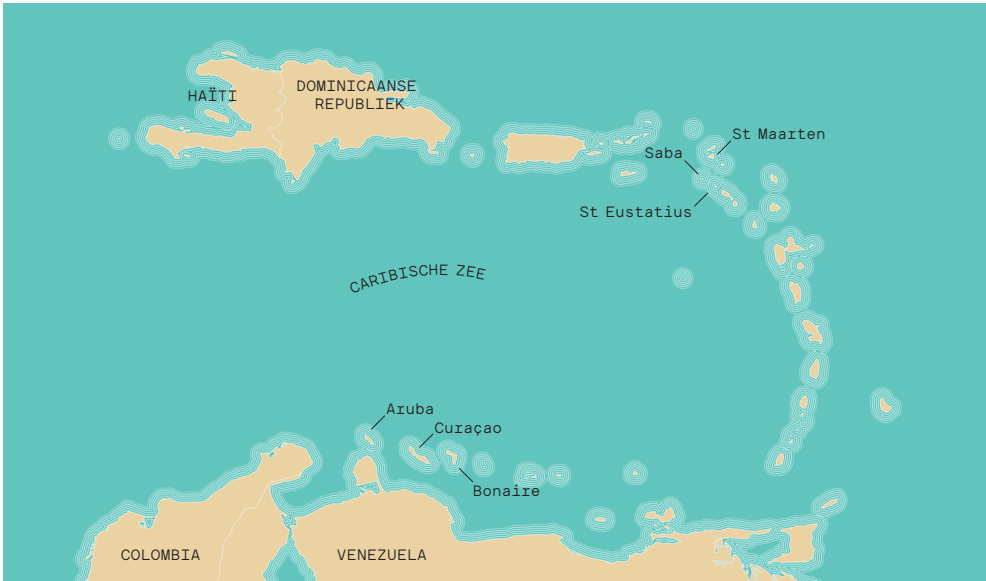 DOMINICAANSE
REPUBLIEK
HAÏTI
St Maarten
Saba
St Eustatius
CARIBISCHE ZEE
Aruba
Curaçao
Bonaire
COLOMBIA
VENEZUELA